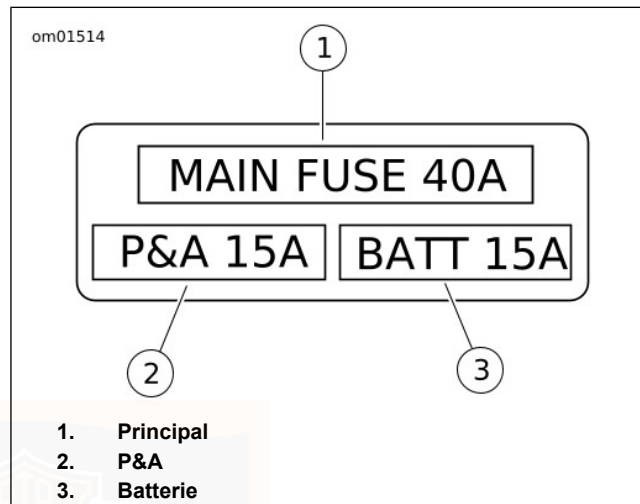 om01514
1
MAIN FUSE 40A
P&A 15A BATT 15A
2 3
1. Principal
2. P&A
3. Batterie